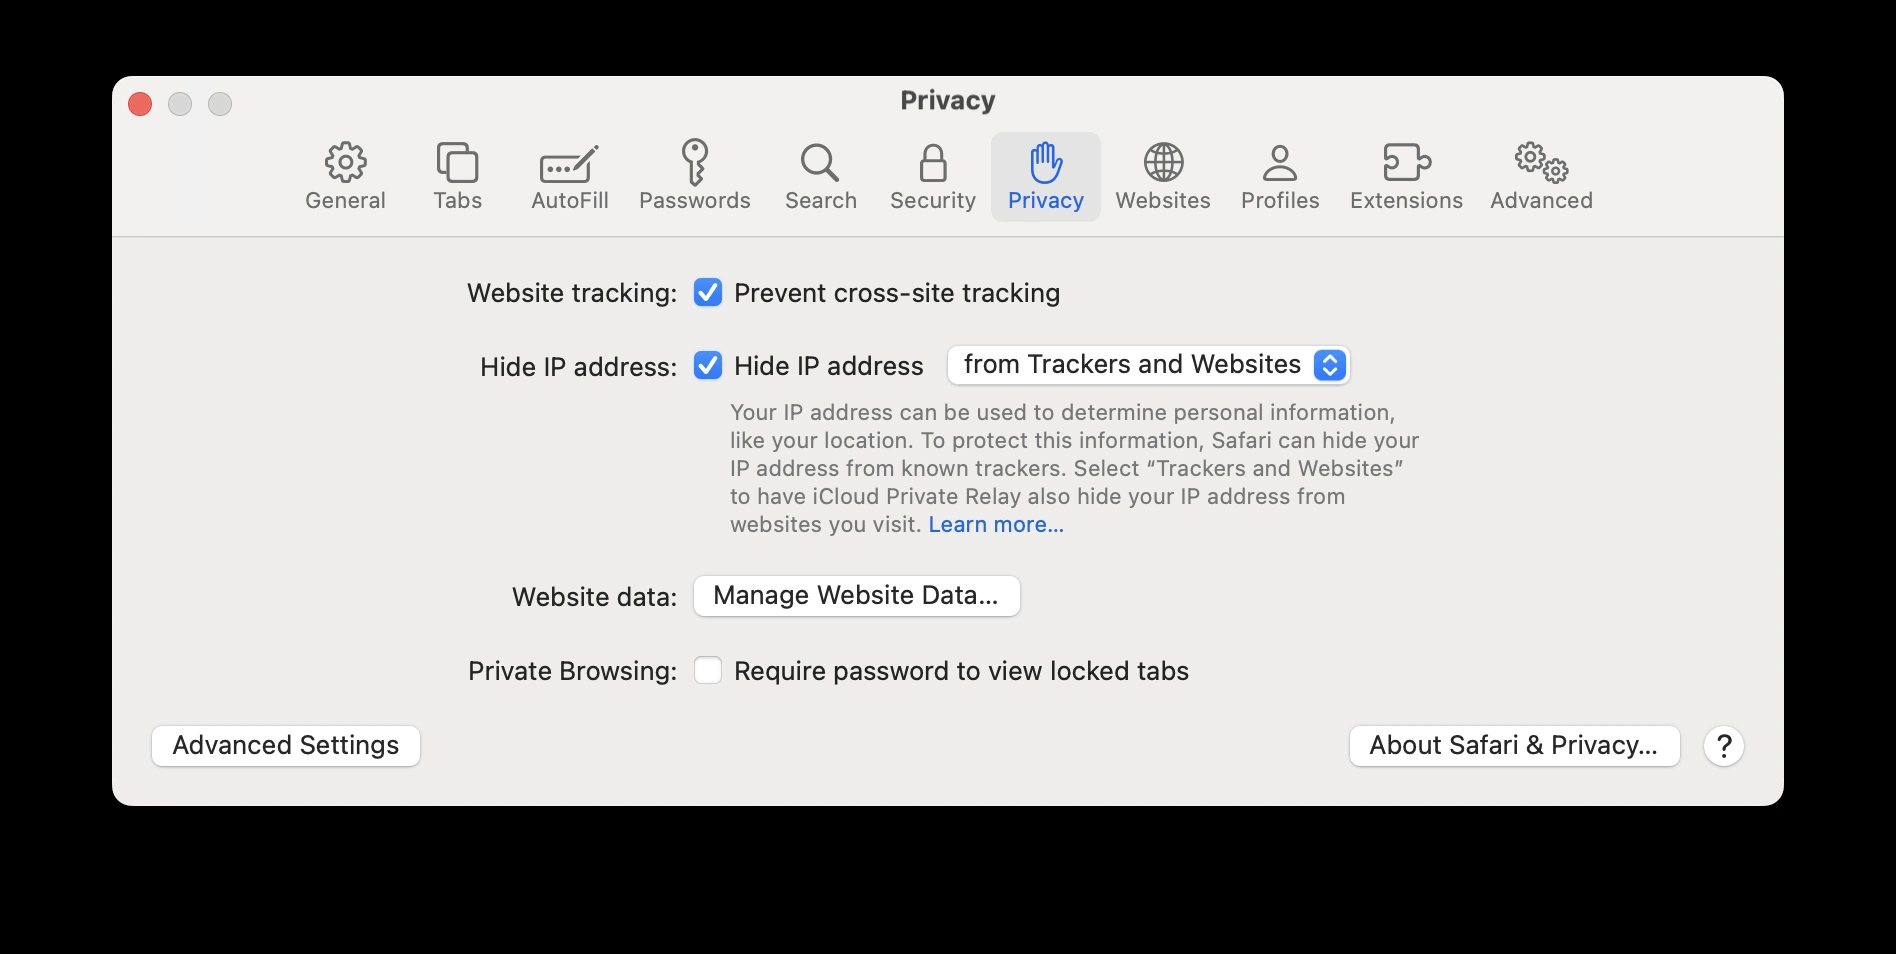 Privacy
General
Tabs
AutoFill
Passwords
Search
Security
Privacy
Websites
Profiles
Extensions
Advanced
Website tracking: Prevent cross-site tracking
Hide IP address: Hide IP address from Trackers and Websites
Your IP address can be used to determine personal information,
like your location. To protect this information, Safari can hide your
IP address from known trackers. Select “Trackers and Websites”
to have iCloud Private Relay also hide your IP address from
websites you visit. Learn more...
Website data: Manage Website Data...
Private Browsing: Require password to view locked tabs
Advanced Settings
About Safari & Privacy...
?